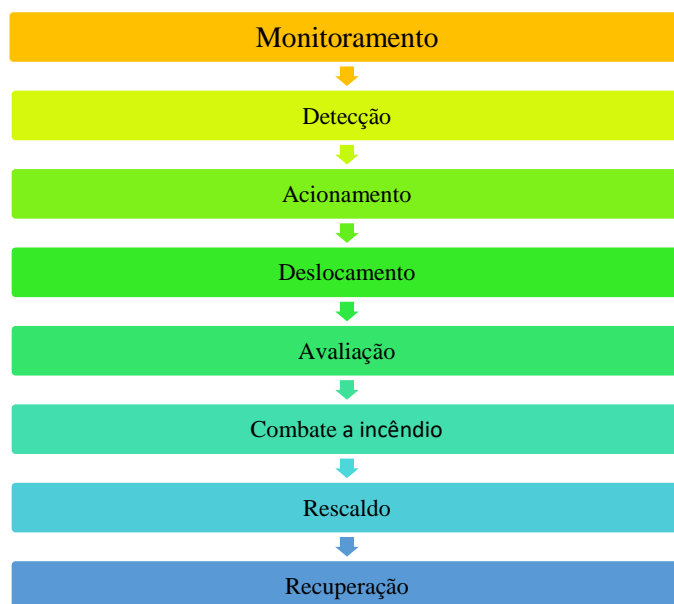 Monitoramento
Detecção
Acionamento
Deslocamento
Avaliação
Combate a incêndio
Rescaldo
Recuperação